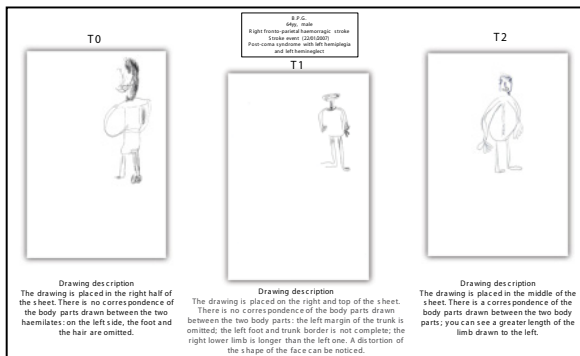 B.P.G.
64yy, male
Right fronto-parietal haemorragic stroke
Stroke event (22/01/2007)
Post-coma syndrome with left hemiplegia
and left hemineglect
T0
T1
T2
Drawing description
The drawing is placed in the right half of
the sheet. There is no correspondence of
the body parts drawn between the two
haemilates: on the left side, the foot and
the hair are omitted.
Drawing description
The drawing is placed on the right and top of the sheet.
There is no correspondence of the body parts drawn
between the two body parts: the left margin of the trunk is
omitted; the left foot and trunk border is not complete; the
right lower limb is longer than the left one. A distortion of
the shape of the face can be noticed.
Drawing description
The drawing is placed in the middle of the
sheet. There is a correspondence of the
body parts drawn between the two body
parts; you can see a greater length of the
limb drawn to the left.